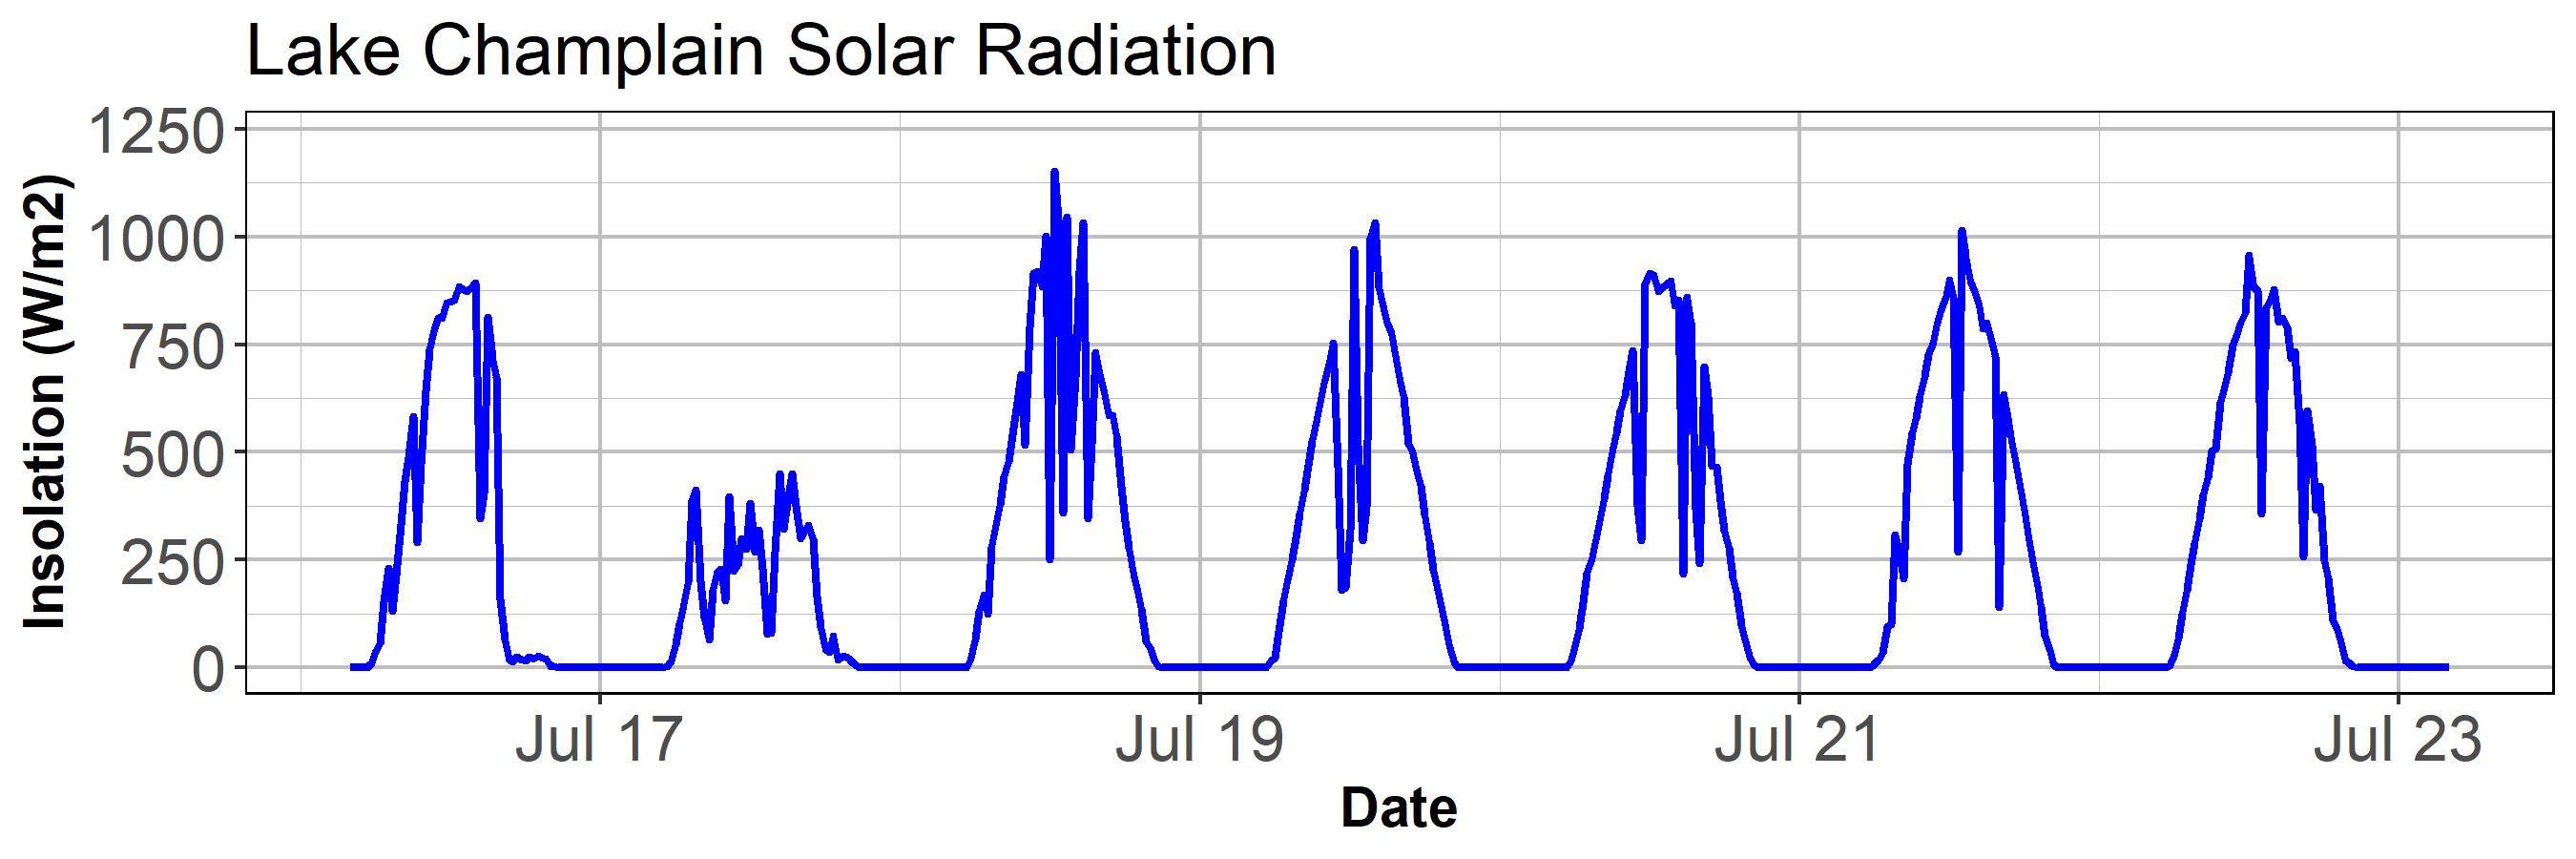 Lake Champlain Solar Radiation
Insolation (W/m2)
1250
1000
750
500
250
0
Jul 17
Jul 19
Jul 21
Jul 23
Date